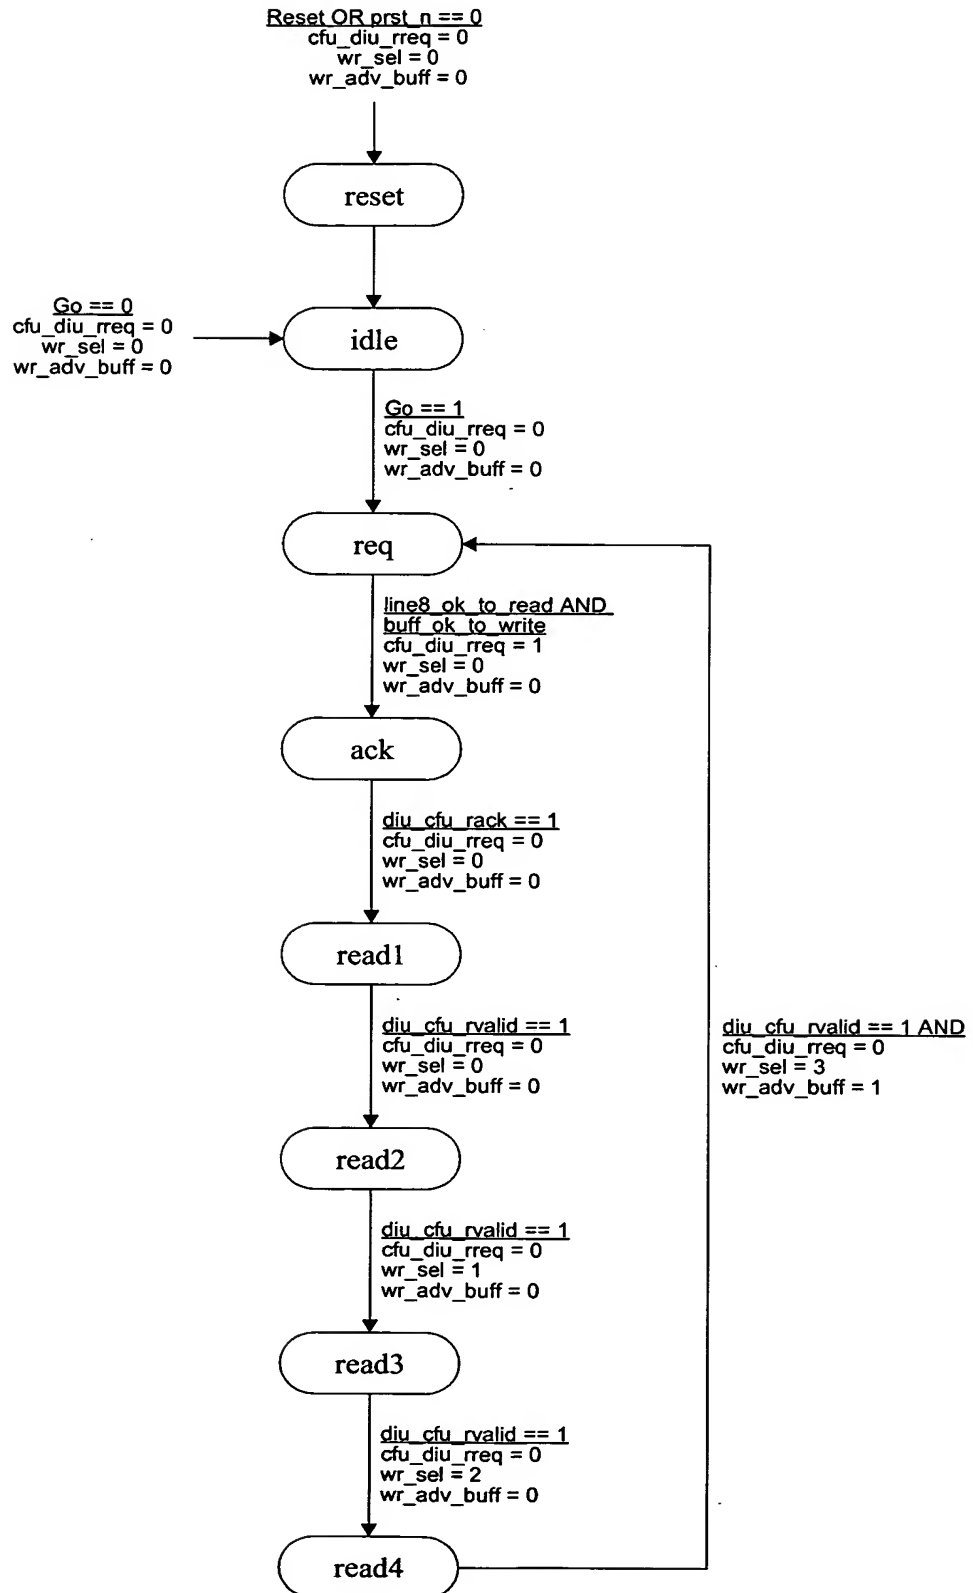 Reset OR prst_n == 0
cfu_diu_rreq = 0
wr_sel = 0
wr_adv_buff = 0
reset
Go == 0
cfu_diu_rreq = 0
wr_sel = 0
wr_adv_buff = 0
idle
Go == 1
cfu_diu_rreq = 0
wr_sel = 0
wr_adv_buff = 0
req
line8_ok_to_read AND
buff_ok_to_write
cfu_diu_rreq = 1
wr_sel = 0
wr_adv_buff = 0
ack
diu_cfu_rack == 1
cfu_diu_rreq = 0
wr_sel = 0
wr_adv_buff = 0
read1
diu_cfu_rvalid == 1
cfu_diu_rreq = 0
wr_sel = 0
wr_adv_buff = 0
diu_cfu_rvalid == 1 AND
cfu_diu_rreq = 0
wr_sel = 3
wr_adv_buff = 1
read2
diu_cfu_rvalid == 1
cfu_diu_rreq = 0
wr_sel = 1
wr_adv_buff = 0
read3
diu_cfu_rvalid == 1
cfu_diu_rreq = 0
wr_sel = 2
wr_adv_buff = 0
read4